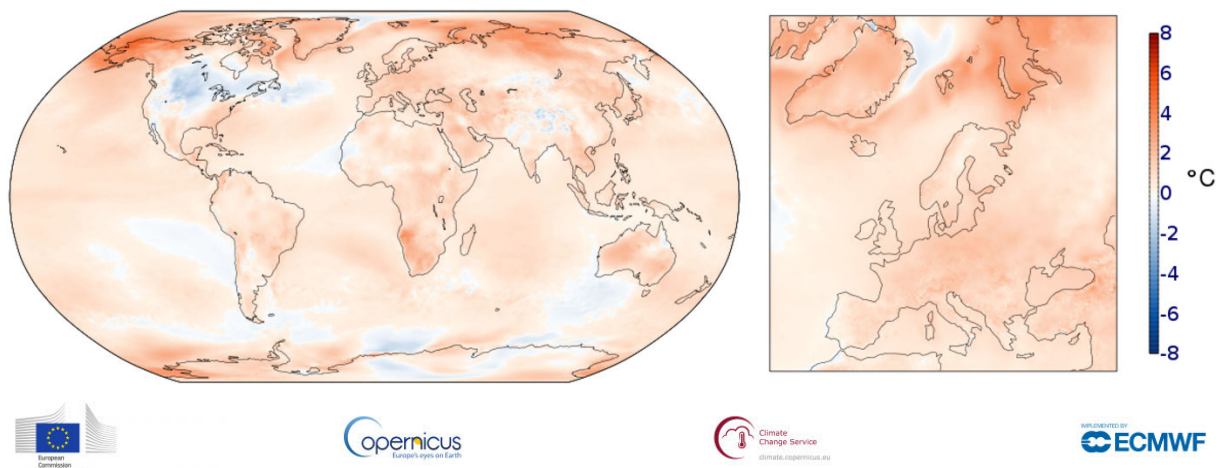 8
6
4
2
0
-2
-4
-6
-8
°C
European
Commission
Copernicus
Europe's eyes on Earth
Climate
Change Service
climate.copernicus.eu
IMPLEMENTED BY
ECMWF